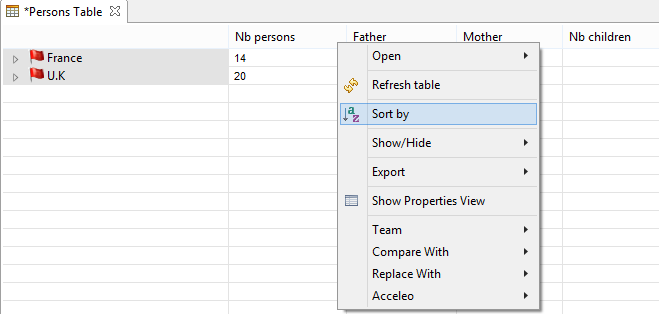 *Persons Table
Nb persons Father Mother Nb children
France 14
U.K 20
Open
Refresh table
Sort by
Show/Hide
Export
Show Properties View
Team
Compare With
Replace With
Acceleo